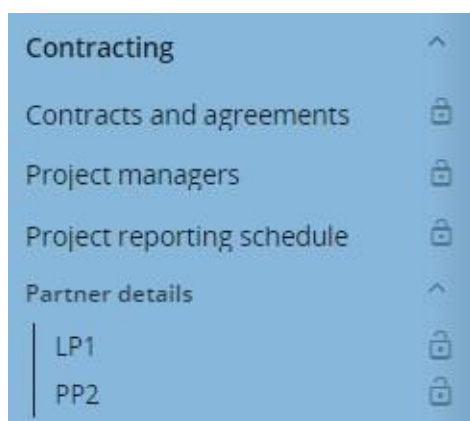 Contracting
Contracts and agreements
Project managers
Project reporting schedule
Partner details
LP1
PP2